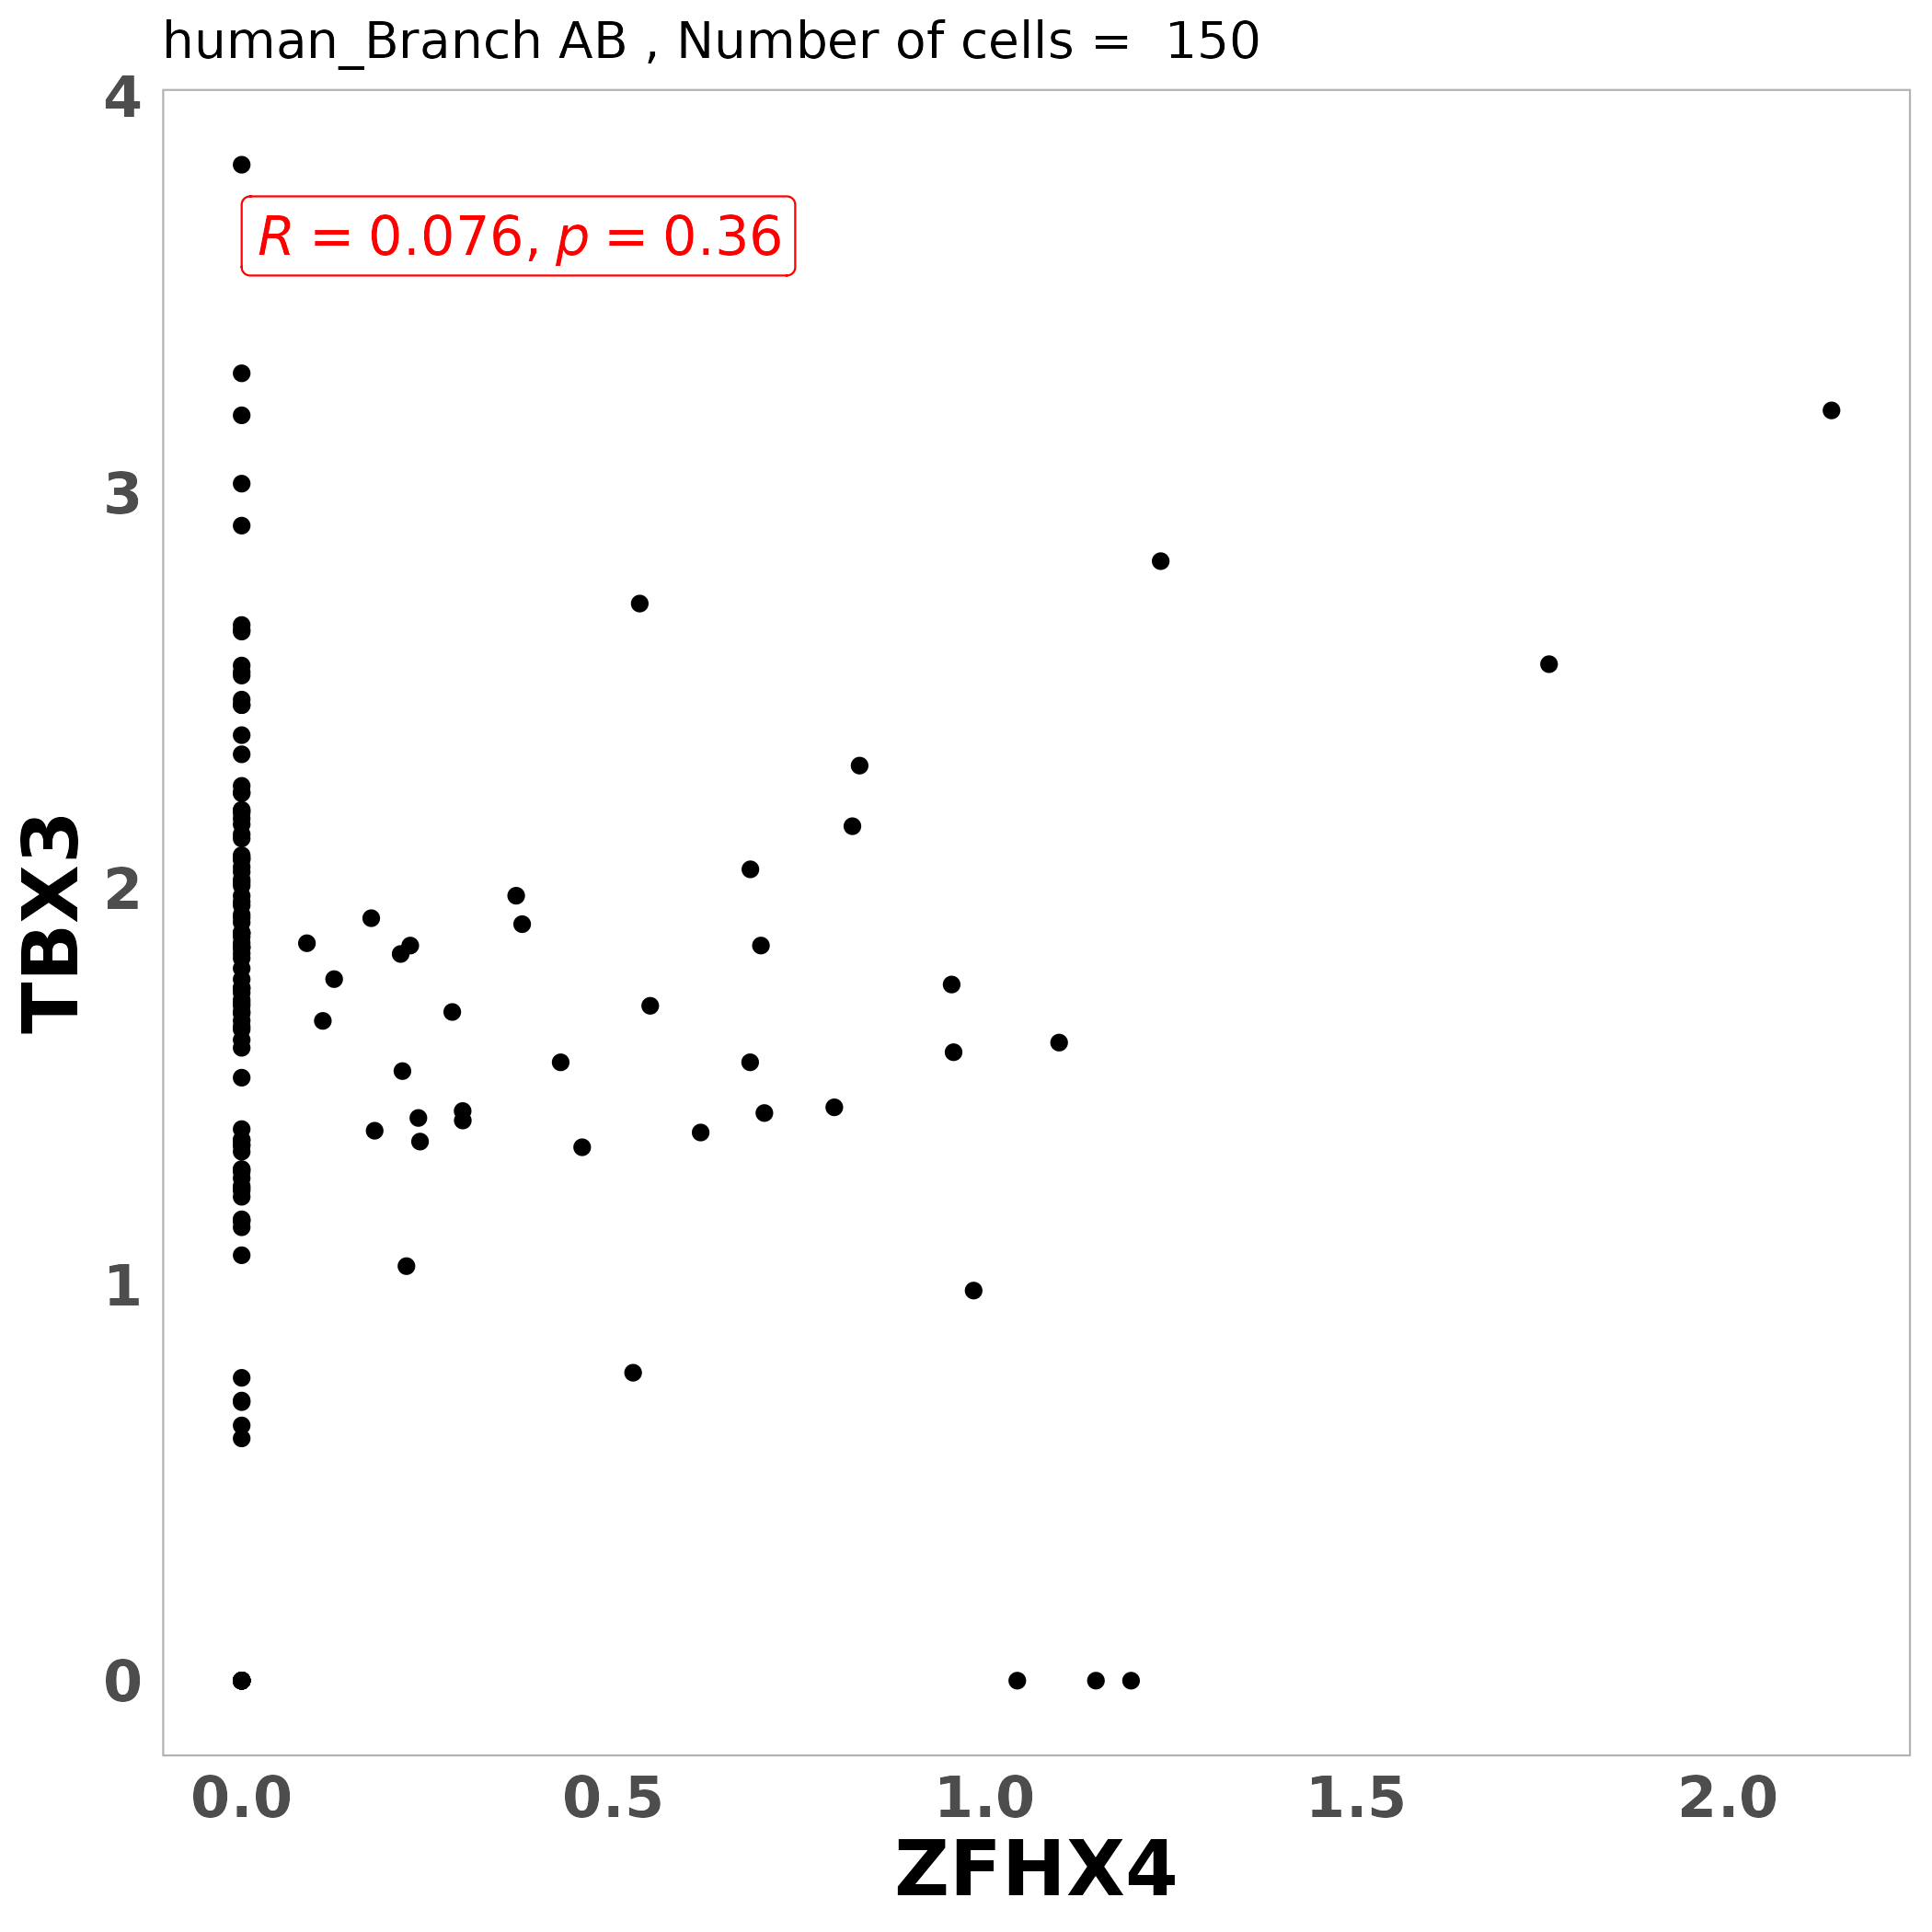 human_Branch AB , Number of cells =  150
4
R = 0.076, p = 0.36
3
2
TBX3
1
0
0.0 0.5 1.0 1.5 2.0
ZFHX4